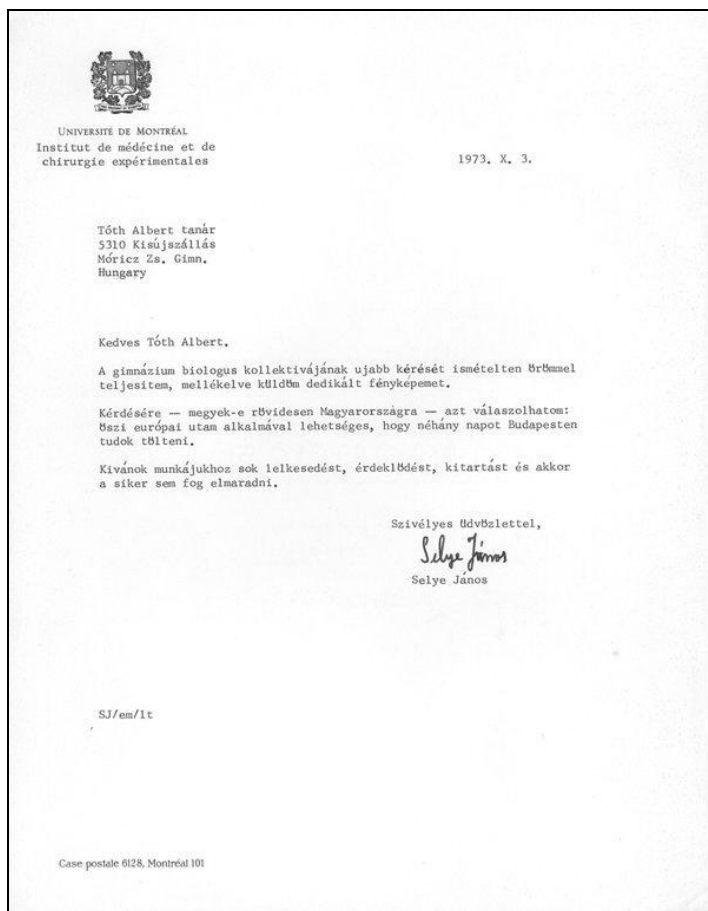 UNIVERSITÉ DE MONTRÉAL
Institut de médécine et de
chirurgie expérimentales
1973. X. 3.
Tóth Albert tanár
5310 Kisújszállás
Móricz Zs. Gimn.
Hungary
Kedves Tóth Albert.
A gimnázium biologus kollektivájának ujabb kérését ismételten örömmel
teljesitem, mellékelve küldöm dedikált fényképemet.
Kérdésére — megyek-e rövidesen Magyarországra — azt válaszolhatom:
öszi európai utam alkalmával lehetséges, hogy néhány napot Budapesten
tudok tölteni.
Kivánok munkájukhoz sok lelkesedést, érdeklödést, kitartást és akkor
a siker sem fog elmaradni.
Szivélyes üdvözlettel,
Selye János
Selye János
SJ/em/lt
Case postale 6128, Montréal 101